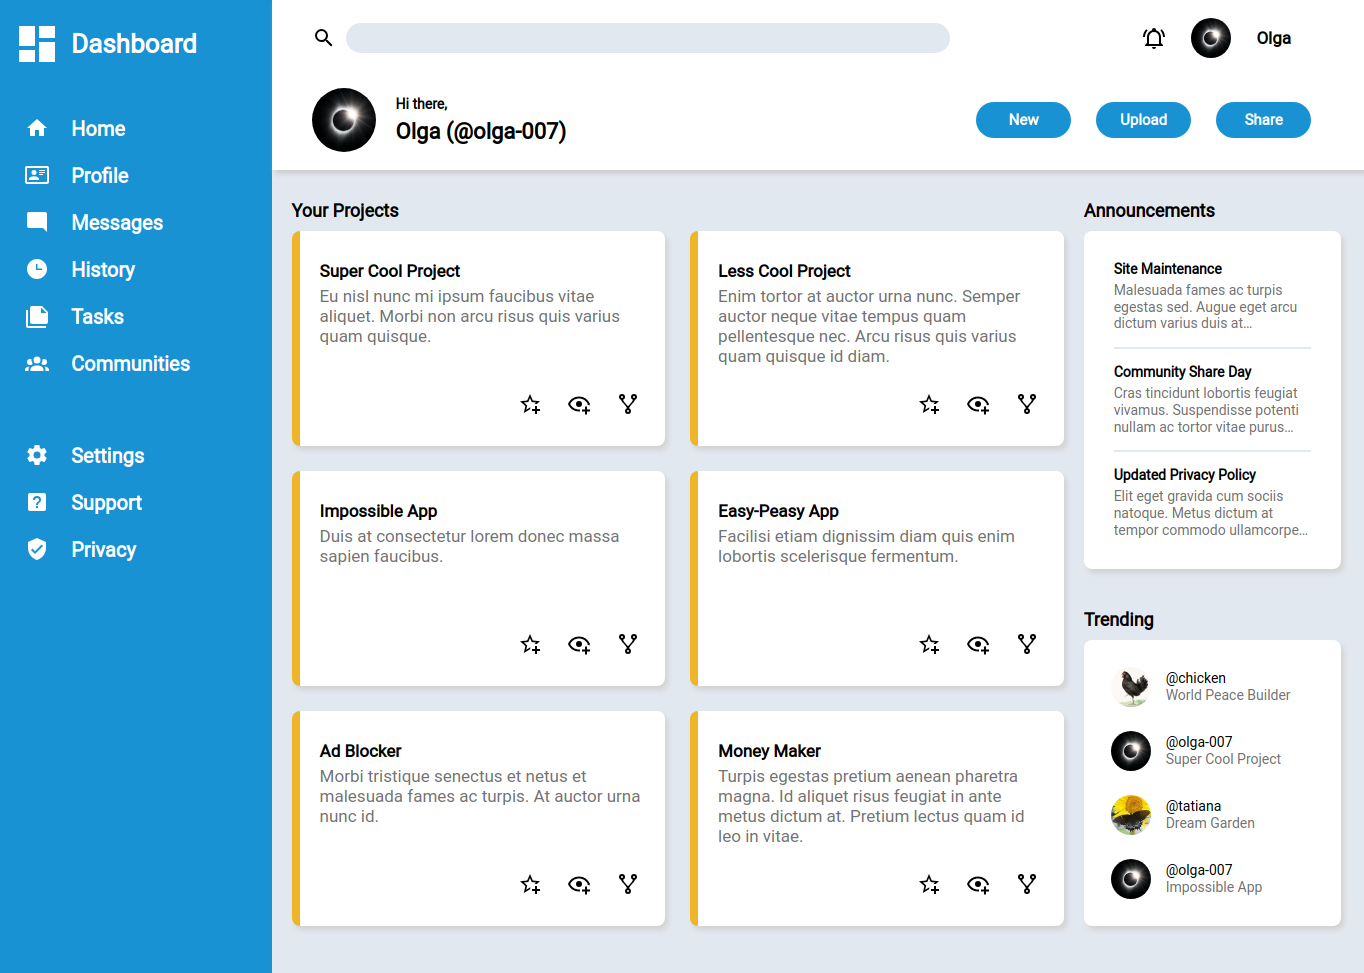 Dashboard
Home
Profile
Messages
History
Tasks
Communities
Settings
Support
Privacy
Olga
Hi there,
Olga (@olga-007)
New
Upload
Share
Your Projects
Super Cool Project
Eu nisl nunc mi ipsum faucibus vitae
aliquet. Morbi non arcu risus quis varius
quam quisque.
Less Cool Project
Enim tortor at auctor urna nunc. Semper
auctor neque vitae tempus quam
pellentesque nec. Arcu risus quis varius
quam quisque id diam.
Impossible App
Duis at consectetur lorem donec massa
sapien faucibus.
Easy-Peasy App
Facilisi etiam dignissim diam quis enim
lobortis scelerisque fermentum.
Ad Blocker
Morbi tristique senectus et netus et
malesuada fames ac turpis. At auctor urna
nunc id.
Money Maker
Turpis egestas pretium aenean pharetra
magna. Id aliquet risus feugiat in ante
metus dictum at. Pretium lectus quam id
leo in vitae.
Announcements
Site Maintenance
Malesuada fames ac turpis
egestas sed. Augue eget arcu
dictum varius duis at…
Community Share Day
Cras tincidunt lobortis feugiat
vivamus. Suspendisse potenti
nullam ac tortor vitae purus…
Updated Privacy Policy
Elit eget gravida cum sociis
natoque. Metus dictum at
tempor commodo ullamcorpe…
Trending
@chicken
World Peace Builder
@olga-007
Super Cool Project
@tatiana
Dream Garden
@olga-007
Impossible App